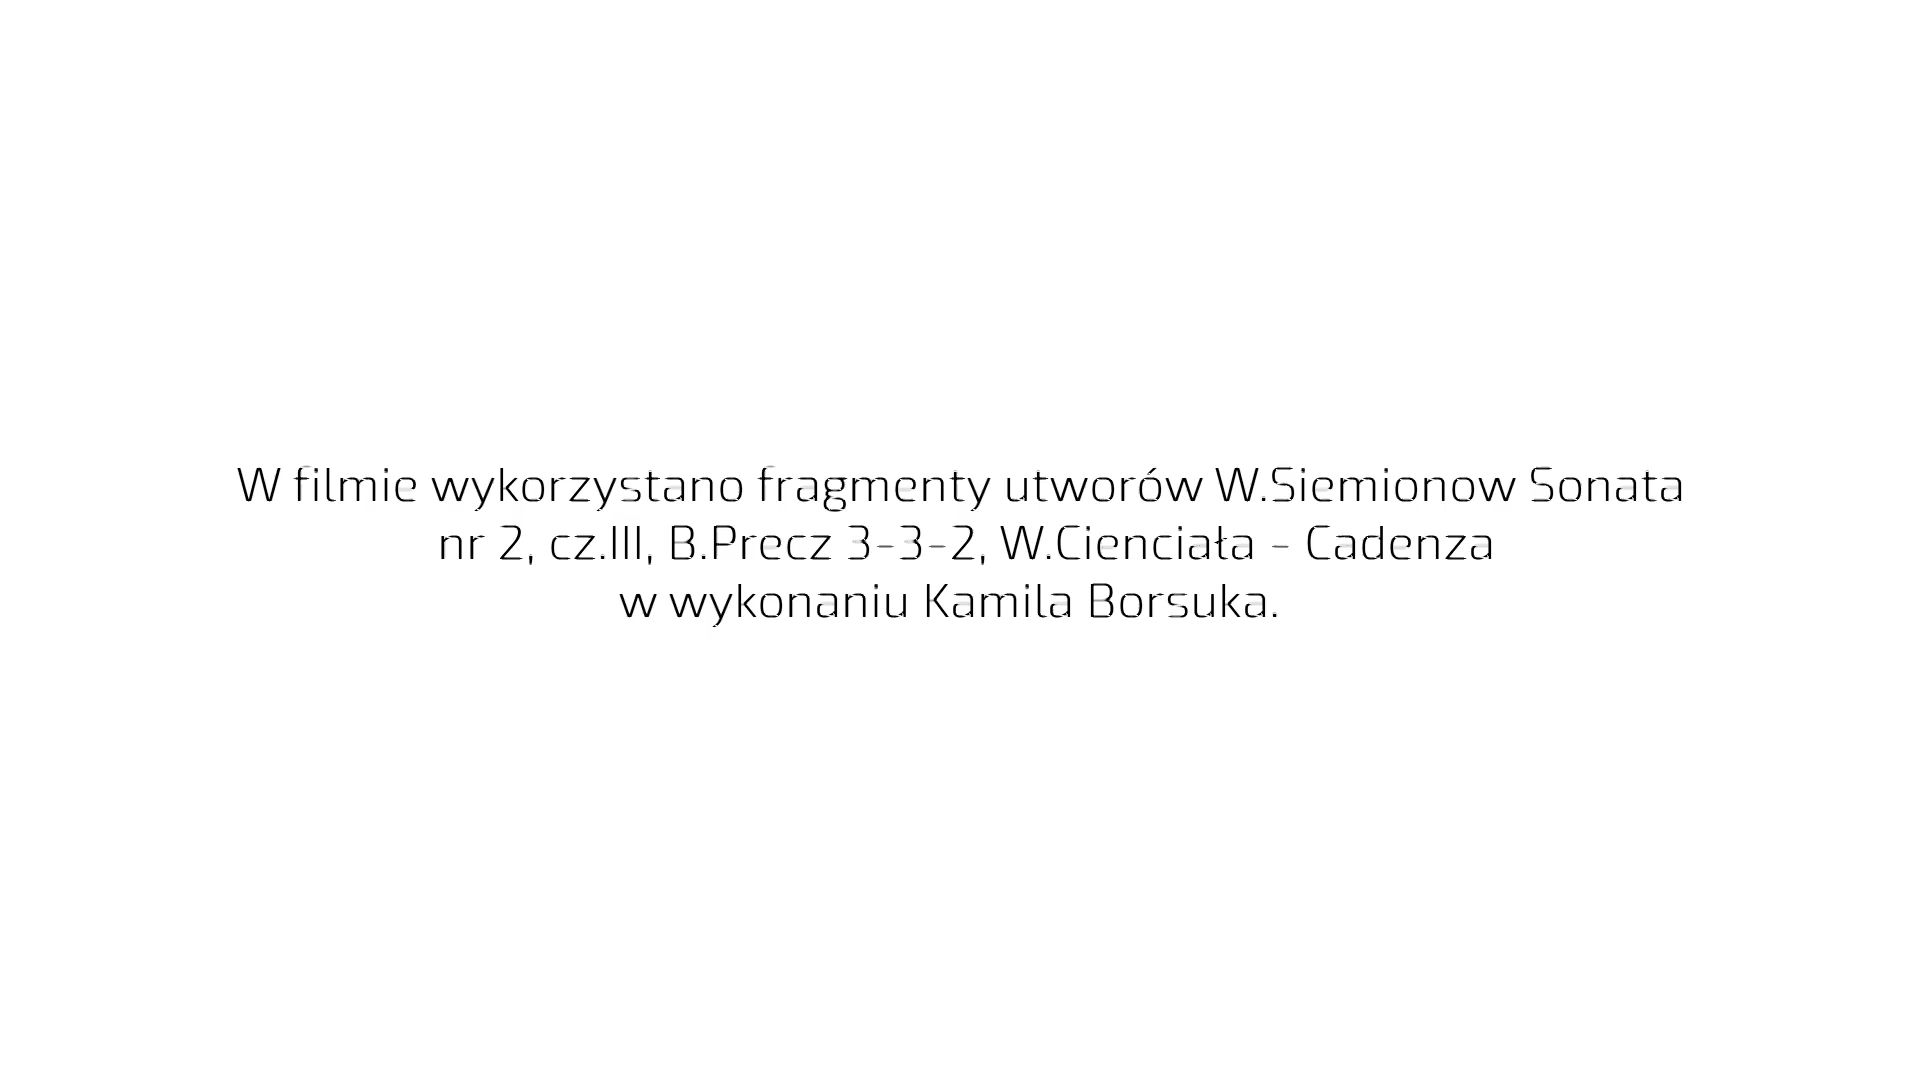 W filmie wykorzystano fragmenty utworów W.Siemionow Sonata
nr 2, cz.III, B.Precz 3-3-2, W.Cienciała - Cadenza
w wykonaniu Kamila Borsuka.